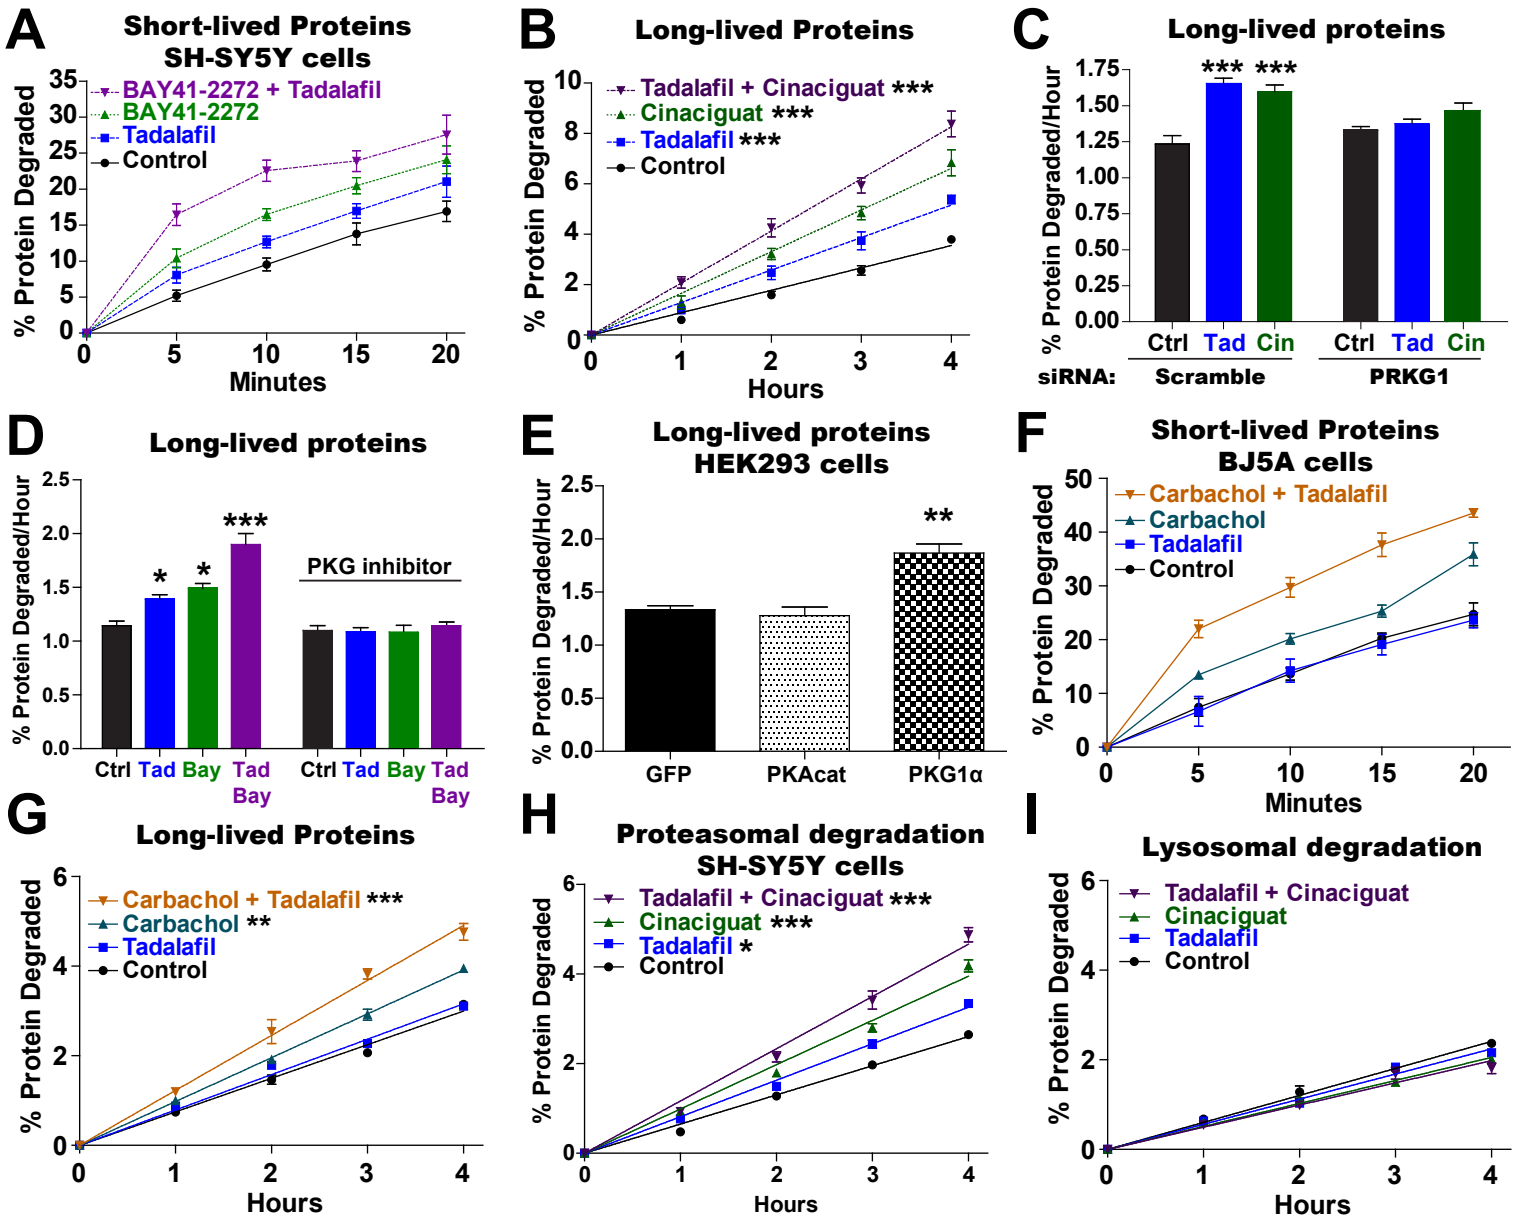 A
Short-lived Proteins
SH-SY5Y cells
% Protein Degraded
35
30
25
20
15
10
5
0
BAY41-2272 + Tadalafil
BAY41-2272
Tadalafil
Control
0 5 10 15 20
Minutes
B
Long-lived Proteins
% Protein Degraded
10
8
6
4
2
0
Tadalafil + Cinaciguat ***
Cinaciguat ***
Tadalafil ***
Control
0 1 2 3 4
Hours
C
Long-lived proteins
% Protein Degraded/Hour
1.75
1.50
1.25
1.00
0.75
0.50
0.25
0.00
*** ***
Ctrl Tad Cin Ctrl Tad Cin
siRNA: Scramble PRKG1
D
Long-lived proteins
% Protein Degraded/Hour
2.5
2.0
1.5
1.0
0.5
0.0
* * ***
PKG inhibitor
Ctrl Tad Bay Tad Ctrl Tad Bay Tad
Bay Bay
E
Long-lived proteins
HEK293 cells
% Protein Degraded/Hour
2.5
2.0
1.5
1.0
0.5
0.0
**
GFP PKAcat PKG1α
F
Short-lived Proteins
BJ5A cells
% Protein Degraded
50
40
30
20
10
0
Carbachol + Tadalafil
Carbachol
Tadalafil
Control
0 5 10 15 20
Minutes
G
Long-lived Proteins
% Protein Degraded
6
4
2
0
Carbachol + Tadalafil ***
Carbachol **
Tadalafil
Control
0 1 2 3 4
Hours
H
Proteasomal degradation
SH-SY5Y cells
% Protein Degraded
6
4
2
0
Tadalafil + Cinaciguat ***
Cinaciguat ***
Tadalafil *
Control
0 1 2 3 4
Hours
I
Lysosomal degradation
% Protein Degraded
6
4
2
0
Tadalafil + Cinaciguat
Cinaciguat
Tadalafil
Control
0 1 2 3 4
Hours